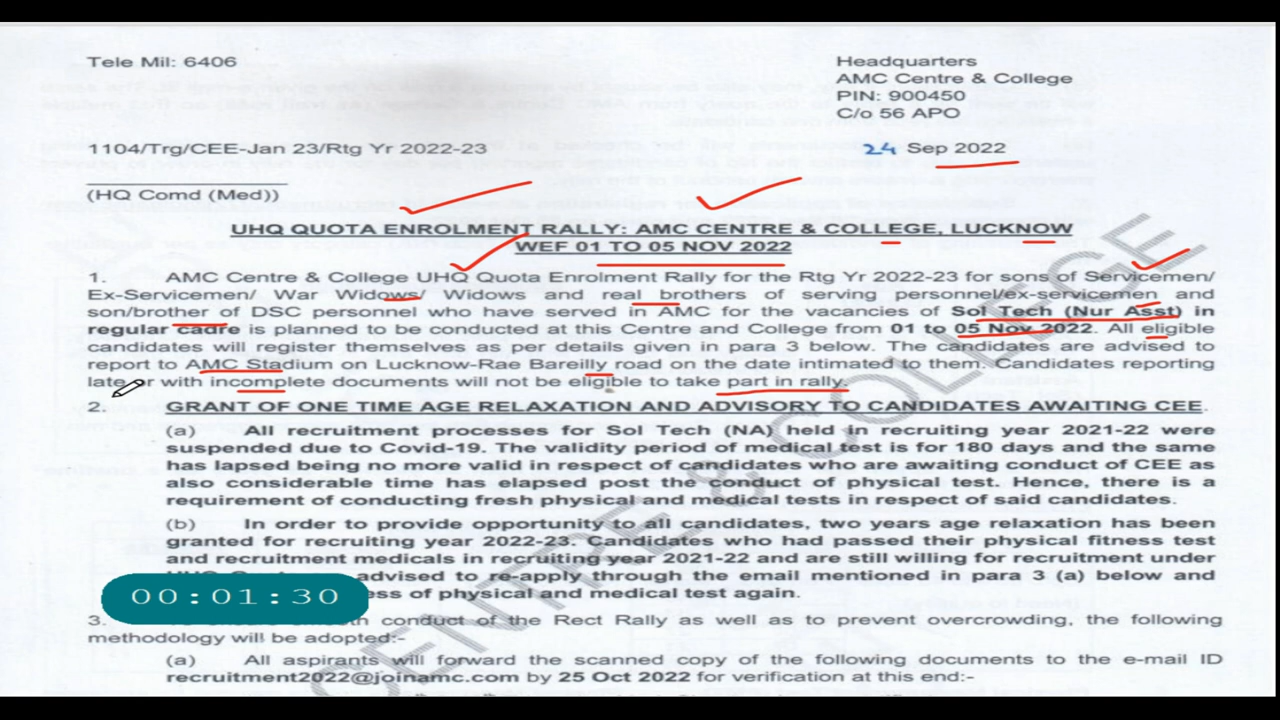 Tele Mil: 6406
Headquarters
AMC Centre & College
PIN: 900450
C/o 56 APO
1104/Trg/CEE-Jan 23/Rtg Yr 2022-23
24 Sep 2022
(HQ Comd (Med))
UHQ QUOTA ENROLMENT RALLY: AMC CENTRE & COLLEGE, LUCKNOW
WEF 01 TO 05 NOV 2022
1. AMC Centre & College UHQ Quota Enrolment Rally for the Rtg Yr 2022-23 for sons of Servicemen/
Ex-Servicemen/ War Widows/ Widows and real brothers of serving personnel/ex-servicemen and
son/brother of DSC personnel who have served in AMC for the vacancies of Sol Tech (Nur Asst) in
regular cadre is planned to be conducted at this Centre and College from 01 to 05 Nov 2022. All eligible
candidates will register themselves as per details given in para 3 below. The candidates are advised to
report to AMC Stadium on Lucknow-Rae Bareilly road on the date intimated to them. Candidates reporting
late or with incomplete documents will not be eligible to take part in rally.
2. GRANT OF ONE TIME AGE RELAXATION AND ADVISORY TO CANDIDATES AWAITING CEE.
(a) All recruitment processes for Sol Tech (NA) held in recruiting year 2021-22 were
suspended due to Covid-19. The validity period of medical test is for 180 days and the same
has lapsed being no more valid in respect of candidates who are awaiting conduct of CEE as
also considerable time has elapsed post the conduct of physical test. Hence, there is a
requirement of conducting fresh physical and medical tests in respect of said candidates.
(b) In order to provide opportunity to all candidates, two years age relaxation has been
granted for recruiting year 2022-23. Candidates who had passed their physical fitness test
and recruitment medicals in recruiting year 2021-22 and are still willing for recruitment under
advised to re-apply through the email mentioned in para 3 (a) below and
00:01:30 ess of physical and medical test again.
3. conduct of the Rect Rally as well as to prevent overcrowding, the following
methodology will be adopted:-
(a) All aspirants will forward the scanned copy of the following documents to the e-mail ID
recruitment2022@joinamc.com by 25 Oct 2022 for verification at this end:-
CENTRE & COLLEGE